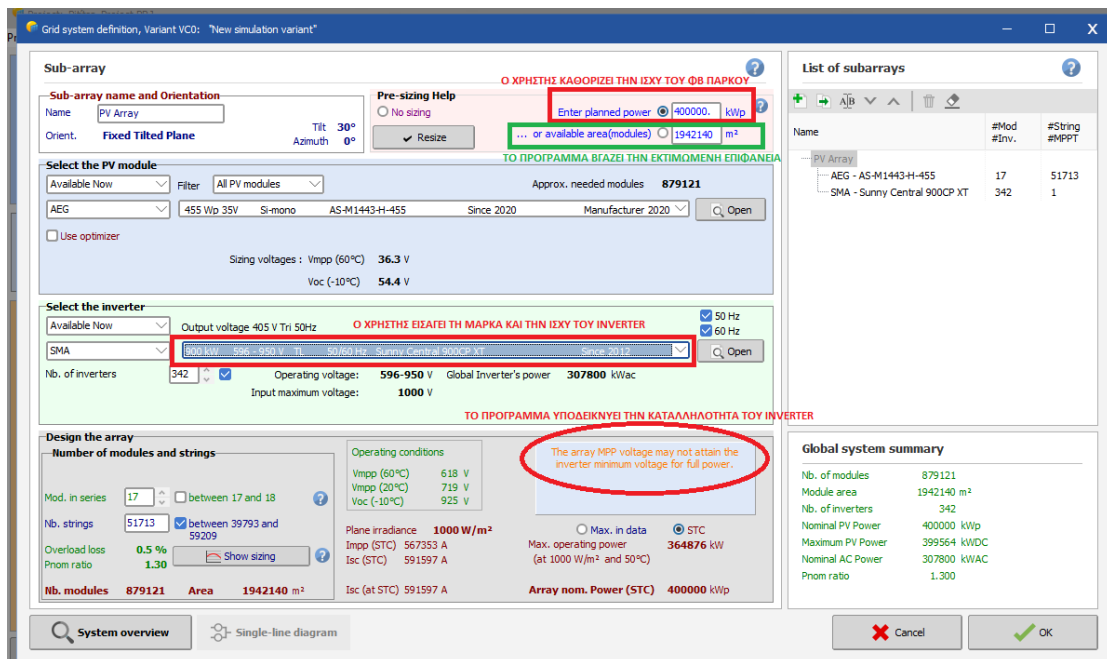 Grid system definition, Variant VC0: "New simulation variant"
Sub-array
Ο ΧΡΗΣΤΗΣ ΚΑΘΟΡΙΖΕΙ ΤΗΝ ΙΣΧΥ ΤΟΥ ΦΒ ΠΑΡΚΟΥ
Sub-array name and Orientation
Name PV Array
Orient. Fixed Tilted Plane
Tilt 30°
Azimuth 0°
Pre-sizing Help
No sizing
Enter planned power 400000. kWp
Resize
... or available area(modules) 1942140 m²
ΤΟ ΠΡΟΓΡΑΜΜΑ ΒΓΑΖΕΙ ΤΗΝ ΕΚΤΙΜΩΜΕΝΗ ΕΠΙΦΑΝΕΙΑ
Select the PV module
Available Now Filter All PV modules Approx. needed modules 879121
AEG 455 Wp 35V Si-mono AS-M1443-H-455 Since 2020 Manufacturer 2020 Open
Use optimizer
Sizing voltages : Vmpp (60°C) 36.3 V
Voc (-10°C) 54.4 V
Select the inverter
Available Now Output voltage 405 V Tri 50Hz Ο ΧΡΗΣΤΗΣ ΕΙΣΑΓΕΙ ΤΗ ΜΑΡΚΑ ΚΑΙ ΤΗΝ ΙΣΧΥ ΤΟΥ INVERTER
50 Hz
60 Hz
SMA 900 kW 596 - 950 V TL 50/60 Hz Sunny Central 900CP XT Since 2012 Open
Nb. of inverters 342 Operating voltage: 596-950 V Global Inverter's power 307800 kWac
Input maximum voltage: 1000 V
ΤΟ ΠΡΟΓΡΑΜΜΑ ΥΠΟΔΕΙΚΝΥΕΙ ΤΗΝ ΚΑΤΑΛΛΗΛΟΤΗΤΑ ΤΟΥ INVERTER
Design the array
Number of modules and strings
Mod. in series 17 between 17 and 18
Nb. strings 51713 between 39793 and
59209
Overload loss 0.5 %
Pnom ratio 1.30
Show sizing
Nb. modules 879121 Area 1942140 m²
Operating conditions
Vmpp (60°C) 618 V
Vmpp (20°C) 719 V
Voc (-10°C) 925 V
Plane irradiance 1000 W/m²
Impp (STC) 567353 A
Isc (STC) 591597 A
Isc (at STC) 591597 A
The array MPP voltage may not attain the
inverter minimum voltage for full power.
Max. in data STC
Max. operating power 364876 kW
(at 1000 W/m² and 50°C)
Array nom. Power (STC) 400000 kWp
List of subarrays
Name #Mod #String
#Inv. #MPPT
PV Array
AEG - AS-M1443-H-455 17 51713
SMA - Sunny Central 900CP XT 342 1
Global system summary
Nb. of modules 879121
Module area 1942140 m²
Nb. of inverters 342
Nominal PV Power 400000 kWp
Maximum PV Power 399564 kWDC
Nominal AC Power 307800 kWAC
Pnom ratio 1.300
System overview
Single-line diagram
Cancel
OK